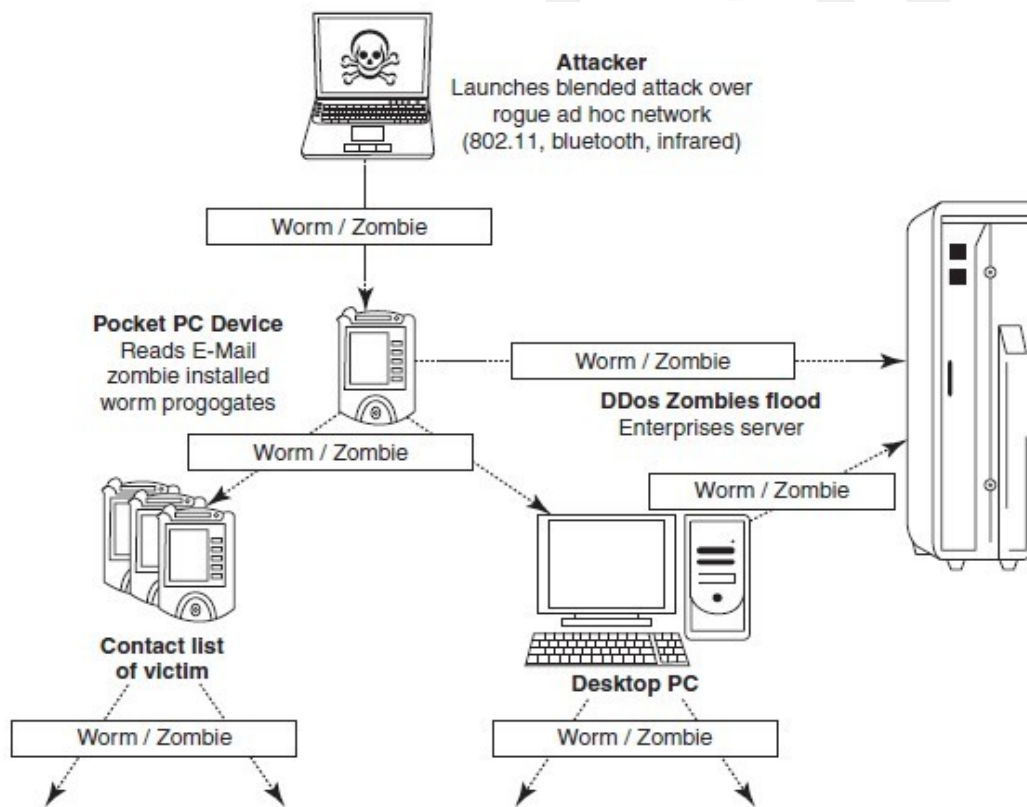 Attacker
Launches blended attack over
rogue ad hoc network
(802.11, bluetooth, infrared)
Worm / Zombie
Pocket PC Device
Reads E-Mail
zombie installed
worm progogates
Worm / Zombie
DDos Zombies flood
Enterprises server
Worm / Zombie
Worm / Zombie
Contact list
of victim
Desktop PC
Worm / Zombie
Worm / Zombie